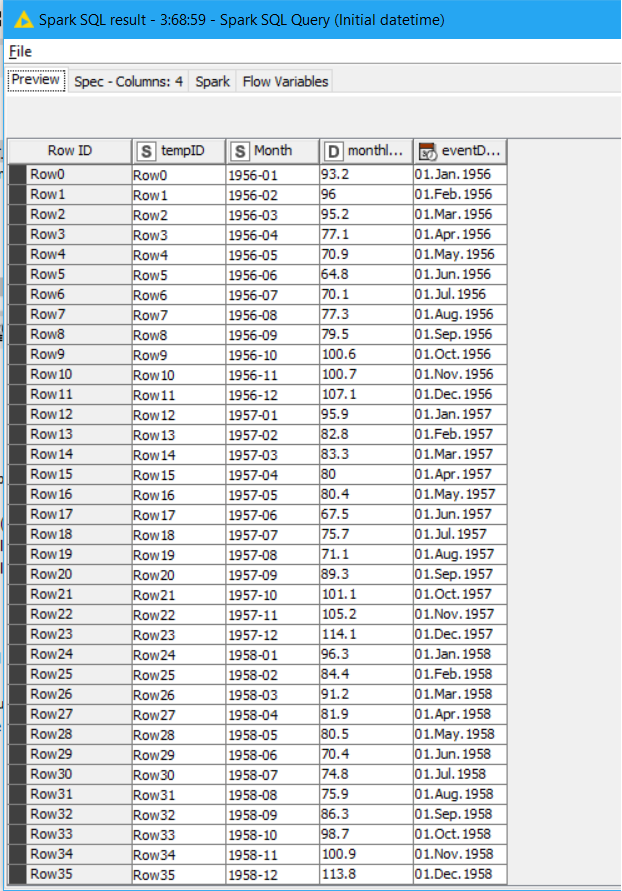 Spark SQL result - 3:68:59 - Spark SQL Query (Initial datetime)
File
Preview Spec - Columns: 4 Spark Flow Variables
Row ID S tempID S Month D monthl... eventD...
Row0 Row0 1956-01 93.2 01.Jan.1956
Row1 Row1 1956-02 96 01.Feb.1956
Row2 Row2 1956-03 95.2 01.Mar.1956
Row3 Row3 1956-04 77.1 01.Apr.1956
Row4 Row4 1956-05 70.9 01.May.1956
Row5 Row5 1956-06 64.8 01.Jun.1956
Row6 Row6 1956-07 70.1 01.Jul.1956
Row7 Row7 1956-08 77.3 01.Aug.1956
Row8 Row8 1956-09 79.5 01.Sep.1956
Row9 Row9 1956-10 100.6 01.Oct.1956
Row10 Row10 1956-11 100.7 01.Nov.1956
Row11 Row11 1956-12 107.1 01.Dec.1956
Row12 Row12 1957-01 95.9 01.Jan.1957
Row13 Row13 1957-02 82.8 01.Feb.1957
Row14 Row14 1957-03 83.3 01.Mar.1957
Row15 Row15 1957-04 80 01.Apr.1957
Row16 Row16 1957-05 80.4 01.May.1957
Row17 Row17 1957-06 67.5 01.Jun.1957
Row18 Row18 1957-07 75.7 01.Jul.1957
Row19 Row19 1957-08 71.1 01.Aug.1957
Row20 Row20 1957-09 89.3 01.Sep.1957
Row21 Row21 1957-10 101.1 01.Oct.1957
Row22 Row22 1957-11 105.2 01.Nov.1957
Row23 Row23 1957-12 114.1 01.Dec.1957
Row24 Row24 1958-01 96.3 01.Jan.1958
Row25 Row25 1958-02 84.4 01.Feb.1958
Row26 Row26 1958-03 91.2 01.Mar.1958
Row27 Row27 1958-04 81.9 01.Apr.1958
Row28 Row28 1958-05 80.5 01.May.1958
Row29 Row29 1958-06 70.4 01.Jun.1958
Row30 Row30 1958-07 74.8 01.Jul.1958
Row31 Row31 1958-08 75.9 01.Aug.1958
Row32 Row32 1958-09 86.3 01.Sep.1958
Row33 Row33 1958-10 98.7 01.Oct.1958
Row34 Row34 1958-11 100.9 01.Nov.1958
Row35 Row35 1958-12 113.8 01.Dec.1958